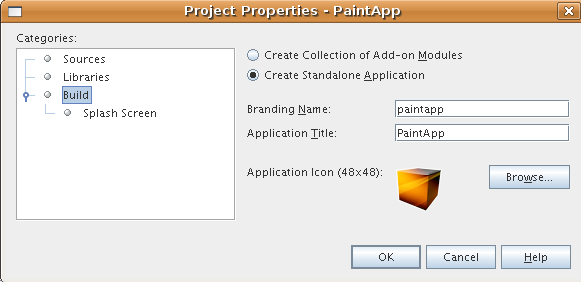 Project Properties - PaintApp
Categories:
Sources
Libraries
Build
Splash Screen
Create Collection of Add-on Modules
Create Standalone Application
Branding Name: paintapp
Application Title: PaintApp
Application Icon (48x48):
Browse...
OK Cancel Help